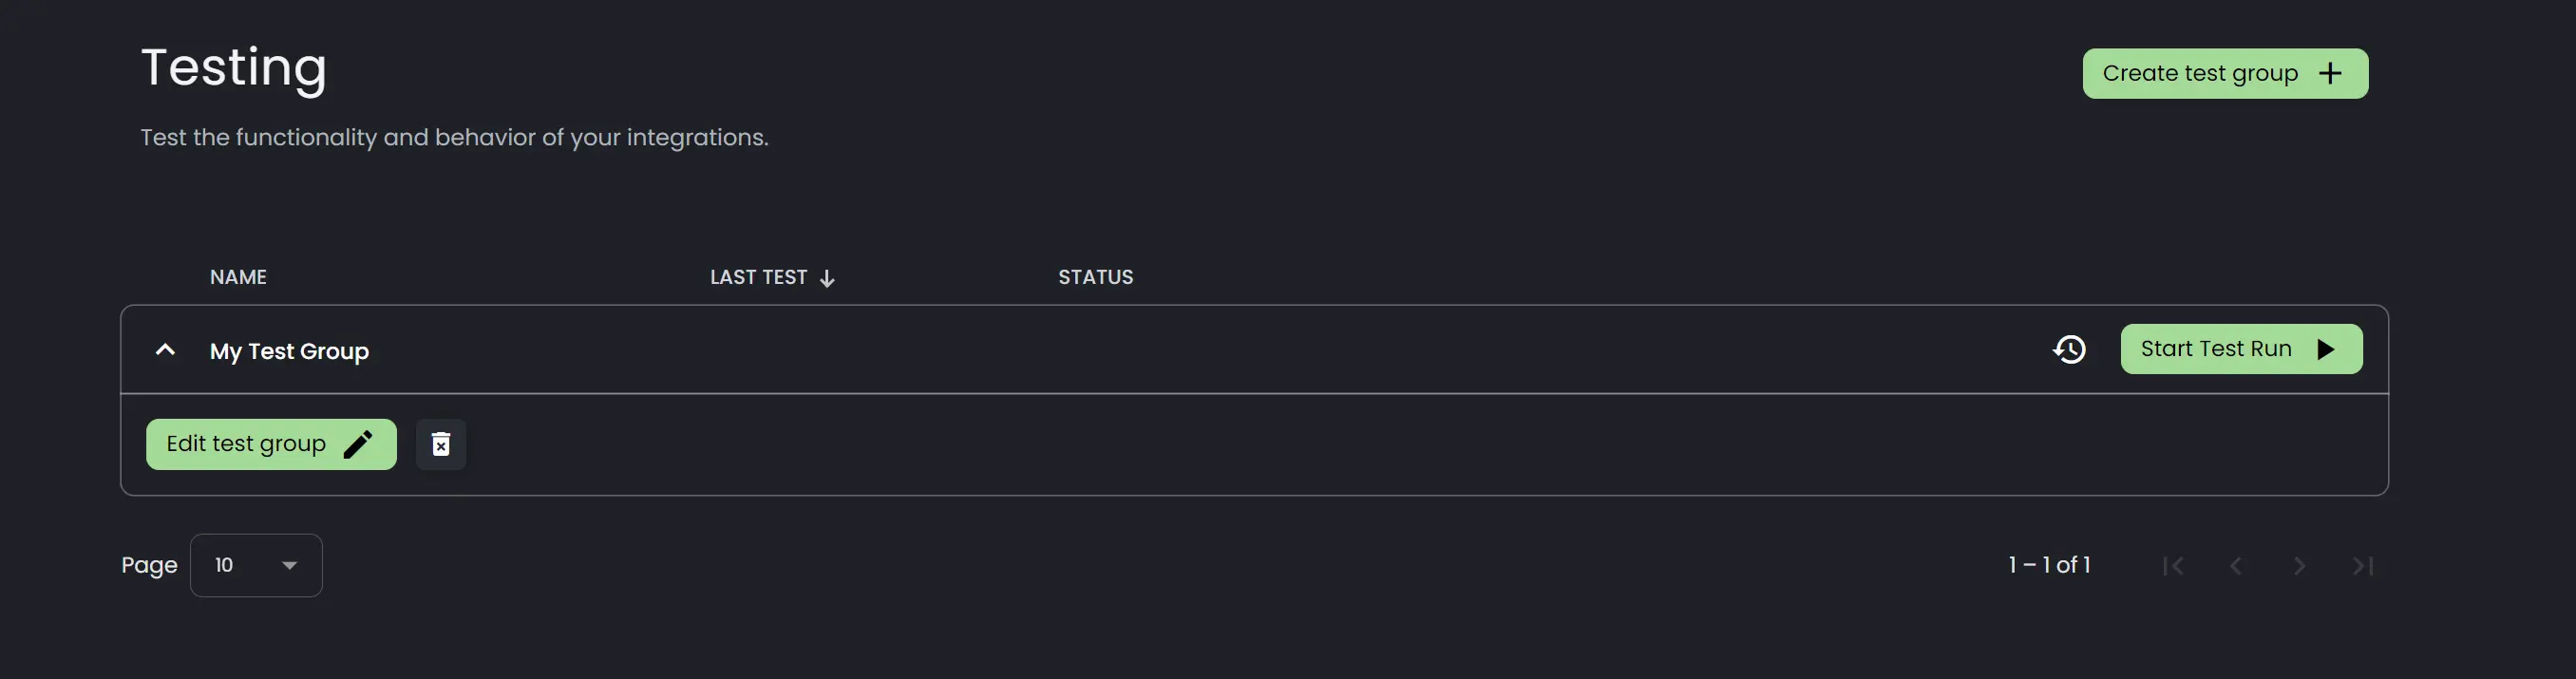 Testing
Create test group
Test the functionality and behavior of your integrations.
NAME LAST TEST STATUS
My Test Group
Start Test Run
Edit test group
Page 10
1 – 1 of 1